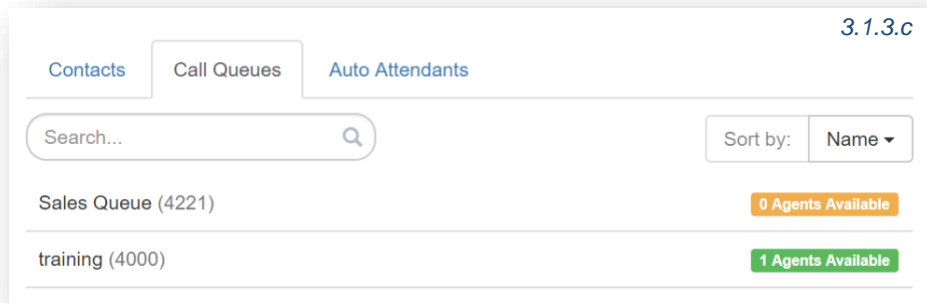 3.1.3.c
Contacts Call Queues Auto Attendants
Search... Sort by: Name
Sales Queue (4221) 0 Agents Available
training (4000) 1 Agents Available